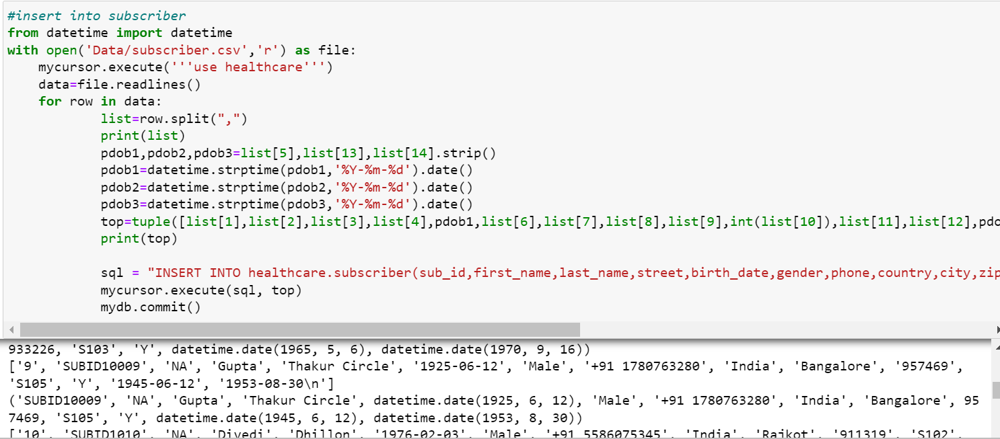 #insert into subscriber
from datetime import datetime
with open('Data/subscriber.csv','r') as file:
    mycursor.execute('''use healthcare''')
    data=file.readlines()
    for row in data:
            list=row.split(",")
            print(list)
            pdob1,pdob2,pdob3=list[5],list[13],list[14].strip()
            pdob1=datetime.strptime(pdob1,'%Y-%m-%d').date()
            pdob2=datetime.strptime(pdob2,'%Y-%m-%d').date()
            pdob3=datetime.strptime(pdob3,'%Y-%m-%d').date()
            top=tuple([list[1],list[2],list[3],list[4],pdob1,list[6],list[7],list[8],list[9],int(list[10]),list[11],list[12],pdo
            print(top)
            sql = "INSERT INTO healthcare.subscriber(sub_id,first_name,last_name,street,birth_date,gender,phone,country,city,zip
            mycursor.execute(sql, top)
            mydb.commit()
933226, 'S103', 'Y', datetime.date(1965, 5, 6), datetime.date(1970, 9, 16))
['9', 'SUBID10009', 'NA', 'Gupta', 'Thakur Circle', '1925-06-12', 'Male', '+91 1780763280', 'India', 'Bangalore', '957469',
'S105', 'Y', '1945-06-12', '1953-08-30\n']
('SUBID10009', 'NA', 'Gupta', 'Thakur Circle', datetime.date(1925, 6, 12), 'Male', '+91 1780763280', 'India', 'Bangalore', 95
7469, 'S105', 'Y', datetime.date(1945, 6, 12), datetime.date(1953, 8, 30))
['10', 'SUBID1010', 'NA', 'Divedi', 'Dhillon', '1976-02-03', 'Male', '+91 5586075345', 'India', 'Rajkot', '911319', 'S102',